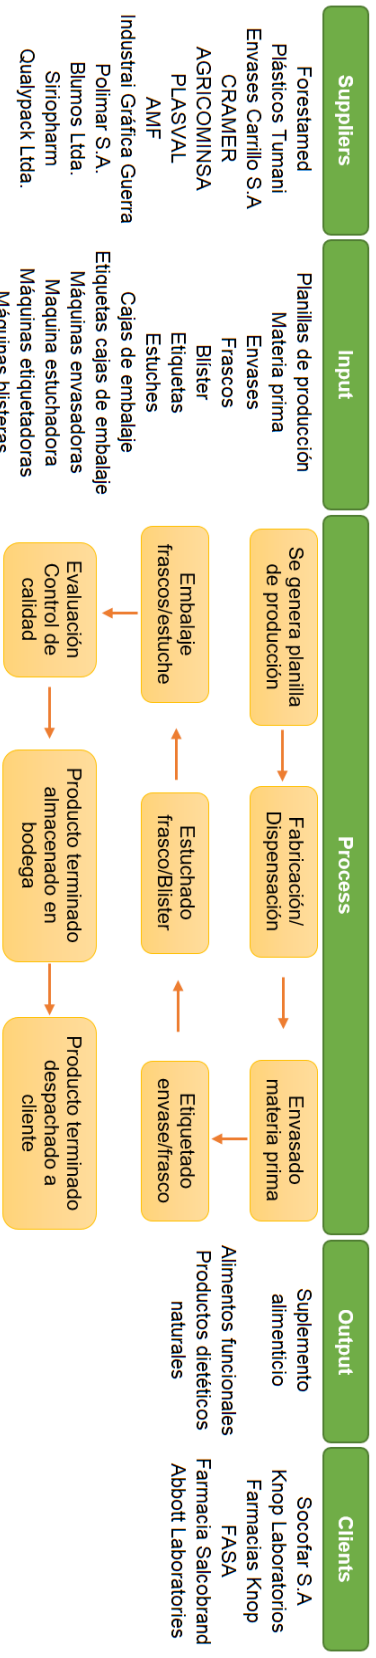 Suppliers
Forestamed
Plásticos Tumani
Envases Carrillo S.A
CRAMER
AGRICOMINSA
PLASVAL
AMF
Industrai Gráfica Guerra
Polimar S.A.
Blumos Ltda.
Siriopharm
Qualypack Ltda.
Input
Planillas de producción
Materia prima
Envases
Frascos
Blíster
Etiquetas
Estuches
Cajas de embalaje
Etiquetas cajas de embalaje
Máquinas envasadoras
Maquina estuchadora
Máquinas etiquetadoras
Máquinas blisteras
Process
Se genera planilla
de producción
Fabricación/
Dispensación
Envasado
materia prima
Etiquetado
envase/frasco
Estuchado
frasco/Blister
Embalaje
frascos/estuche
Evaluación
Control de
calidad
Producto terminado
almacenado en
bodega
Producto terminado
despachado a
cliente
Output
Suplemento
alimenticio
Alimentos funcionales
Productos dietéticos
naturales
Clients
Socofar S.A
Knop Laboratorios
Farmacias Knop
FASA
Farmacia Salcobrand
Abbott Laboratories